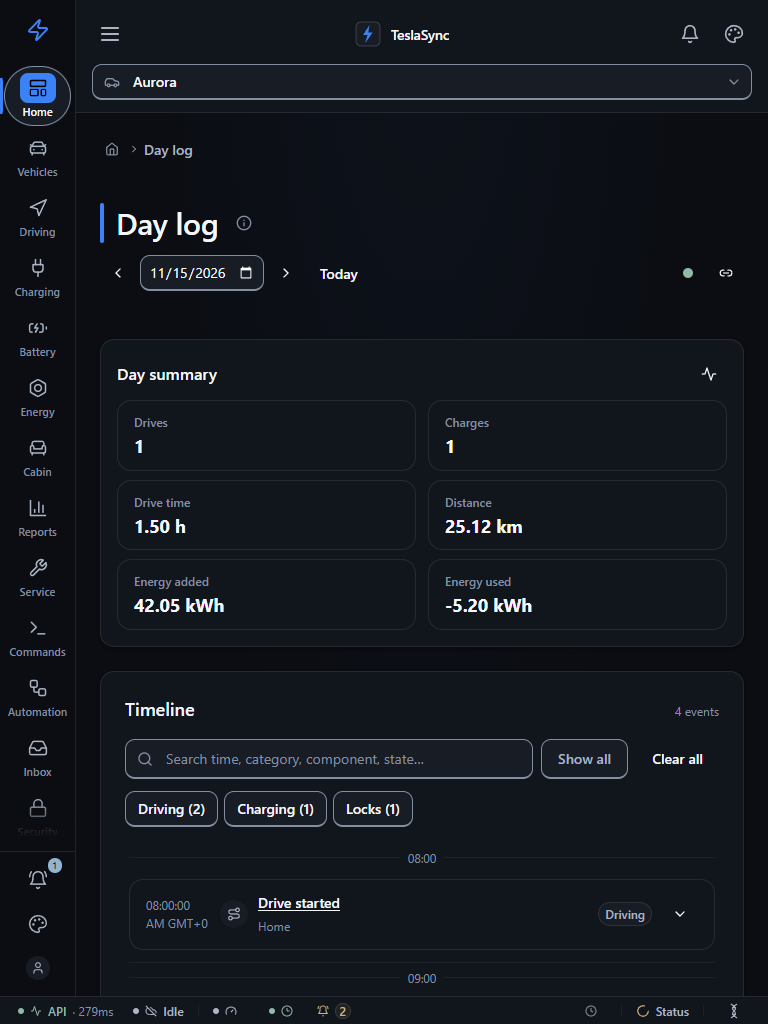 TeslaSync
Aurora
Home
Vehicles
Driving
Charging
Battery
Energy
Cabin
Reports
Service
Commands
Automation
Inbox
Security
1
Day log
Day log
11/15/2026
Today
Day summary
Drives
1
Charges
1
Drive time
1.50 h
Distance
25.12 km
Energy added
42.05 kWh
Energy used
-5.20 kWh
Timeline
4 events
Search time, category, component, state...
Show all
Clear all
Driving (2)
Charging (1)
Locks (1)
08:00
08:00:00
AM GMT+0
Drive started
Home
Driving
09:00
API · 279ms
Idle
2
Status